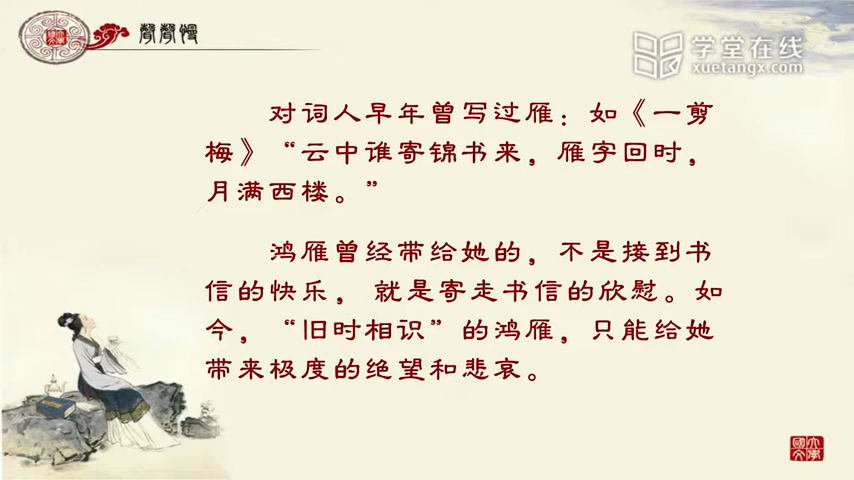 聲聲慢
学堂在线
xuetangx.com
对词人早年曾写过雁：如《一剪
梅》“云中谁寄锦书来，雁字回时，
月满西楼。”
鸿雁曾经带给她的，不是接到书
信的快乐， 就是寄走书信的欣慰。如
今，“旧时相识”的鸿雁，只能给她
带来极度的绝望和悲哀。